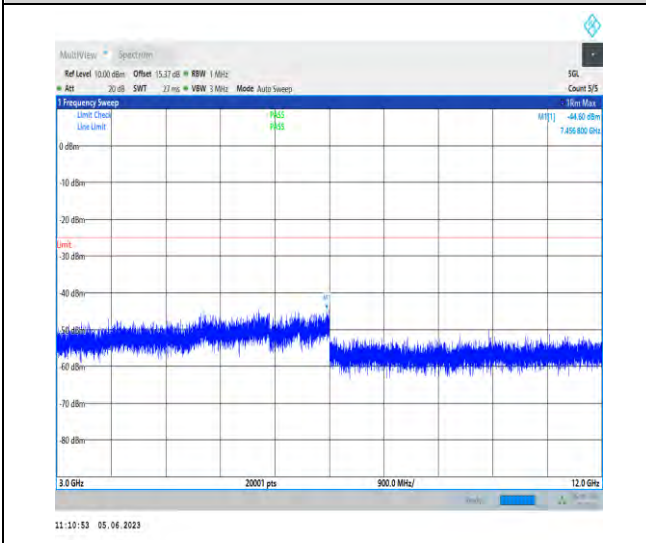 MultiView Spectrum
Ref Level 10.00 dBm Offset 15.37 dB RBW 1 MHz SGL
Att 20 dB SWT 27 ms VBW 3 MHz Mode Auto Sweep Count 5/5
1 Frequency Sweep 1Rm Max
Limit Check PASS M1[1] -44.60 dBm
Line Limit PASS 7.456 800 GHz
0 dBm
-10 dBm
-20 dBm
Limit
-30 dBm
-40 dBm
-50 dBm
-60 dBm
-70 dBm
-80 dBm
3.0 GHz 20001 pts 900.0 MHz/ 12.0 GHz
11:10:53 05.06.2023